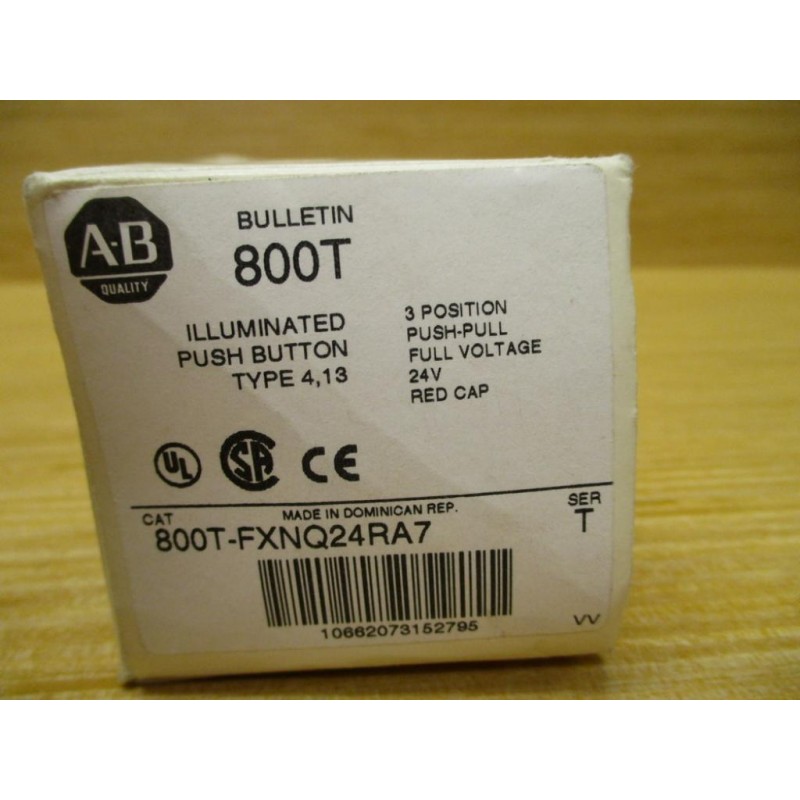 A-B
QUALITY
BULLETIN
800T
ILLUMINATED
PUSH BUTTON
TYPE 4,13
3 POSITION
PUSH-PULL
FULL VOLTAGE
24V
RED CAP
UL
SA
CE
MADE IN DOMINICAN REP.
CAT
800T-FXNQ24RA7
SER
T
10662073152795
VV